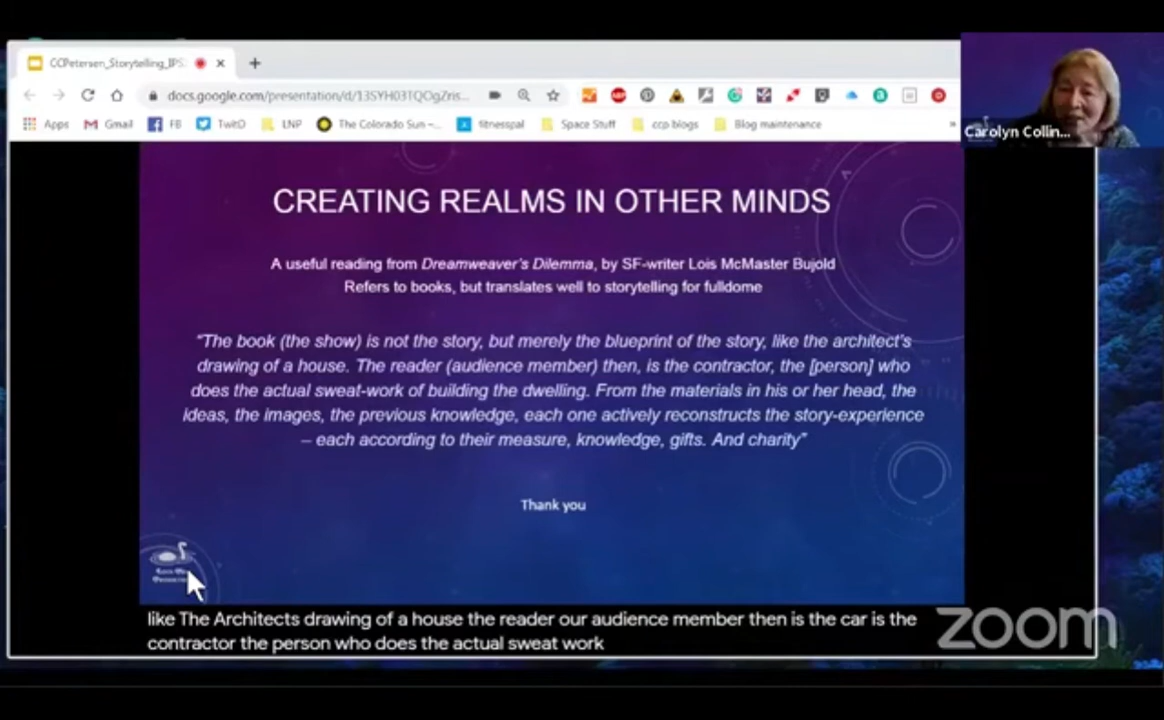 CCPetersen_Storytelling_IPS
docs.google.com/presentation/d/13SYH03TQOgZris...
Apps Gmail FB TwitD LNP The Colorado Sun –... fitnesspal Space Stuff ccp blogs Blog maintenance »
Carolyn Collin...
CREATING REALMS IN OTHER MINDS
A useful reading from Dreamweaver's Dilemma, by SF-writer Lois McMaster Bujold
Refers to books, but translates well to storytelling for fulldome
"The book (the show) is not the story, but merely the blueprint of the story, like the architect's
drawing of a house. The reader (audience member) then, is the contractor, the [person] who
does the actual sweat-work of building the dwelling. From the materials in his or her head, the
ideas, the images, the previous knowledge, each one actively reconstructs the story-experience
– each according to their measure, knowledge, gifts. And charity"
Thank you
like The Architects drawing of a house the reader our audience member then is the car is the
contractor the person who does the actual sweat work
zoom